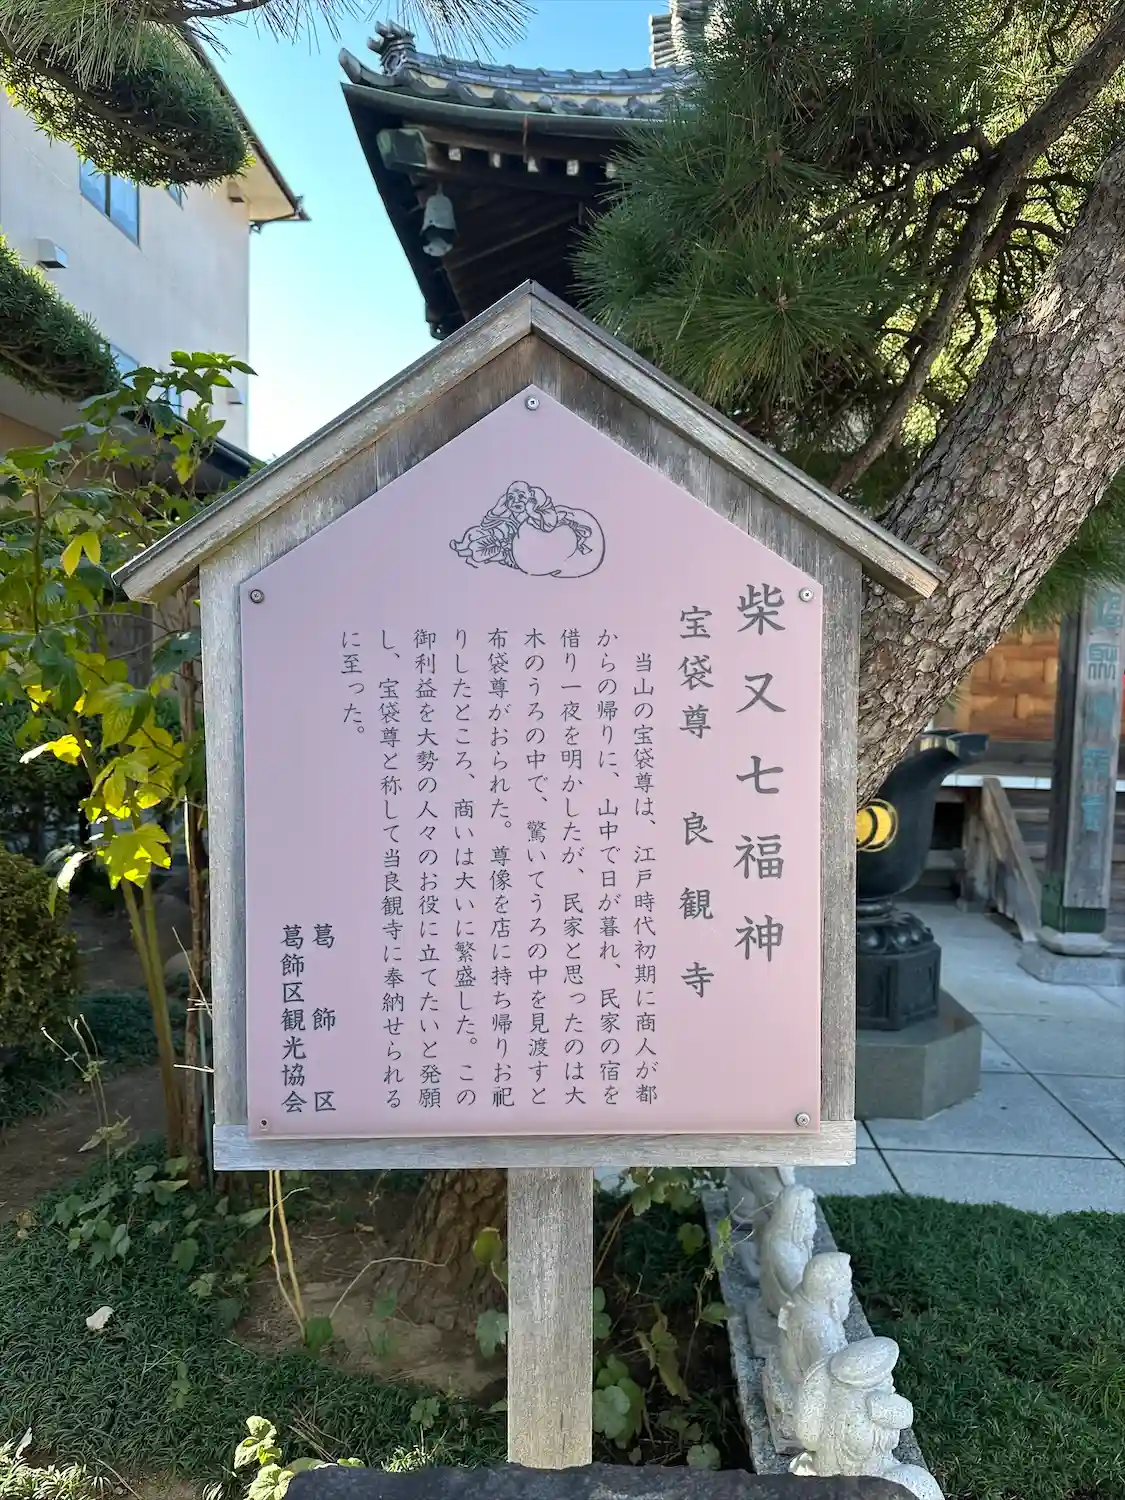 柴又七福神
宝袋尊 良観寺
当山の宝袋尊は、江戸時代初期に商人が都
からの帰りに、山中で日が暮れ、民家の宿を
借り一夜を明かしたが、民家と思ったのは大
木のうろの中で、驚いてうろの中を見渡すと
布袋尊がおられた。尊像を店に持ち帰りお祀
りしたところ、商いは大いに繁盛した。この
御利益を大勢の人々のお役に立てたいと発願
し、宝袋尊と称して当良観寺に奉納せられる
に至った。
葛飾区
葛飾区観光協会